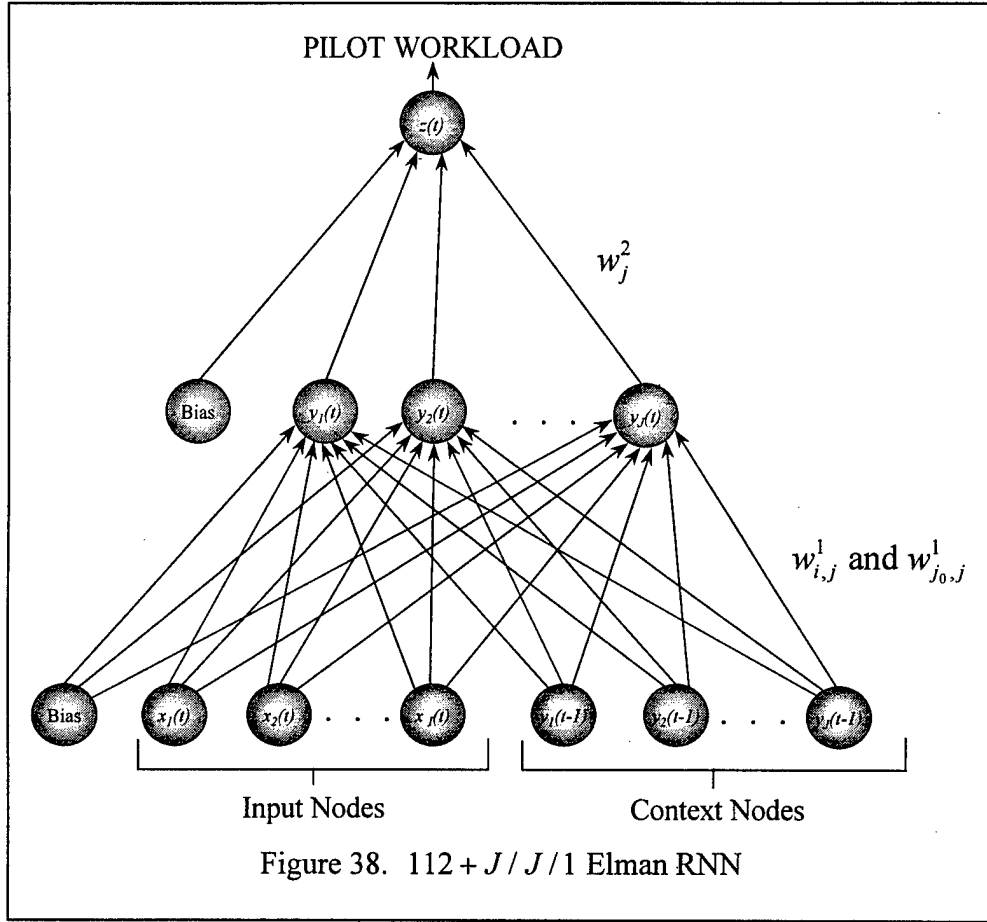 PILOT WORKLOAD
z(t)
w_j^2
Bias y_1(t) y_2(t) . . . y_J(t)
w_{i,j}^1 and w_{j_0,j}^1
Bias x_1(t) x_2(t) . . . x_I(t) y_1(t-1) y_2(t-1) . . . y_J(t-1)
Input Nodes Context Nodes
Figure 38. 112 + J / J / 1 Elman RNN